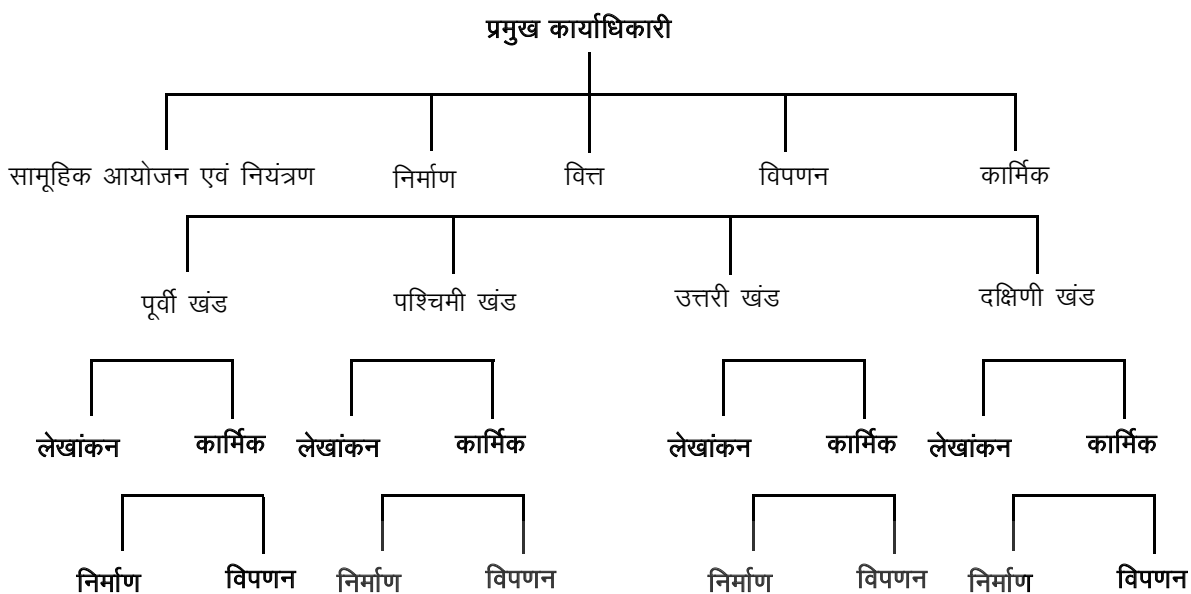 प्रमुख कार्याधिकारी
सामूहिक आयोजन एवं नियंत्रण निर्माण वित्त विपणन कार्मिक
पूर्वी खंड पश्चिमी खंड उत्तरी खंड दक्षिणी खंड
लेखांकन कार्मिक लेखांकन कार्मिक लेखांकन कार्मिक लेखांकन कार्मिक
निर्माण विपणन निर्माण विपणन निर्माण विपणन निर्माण विपणन